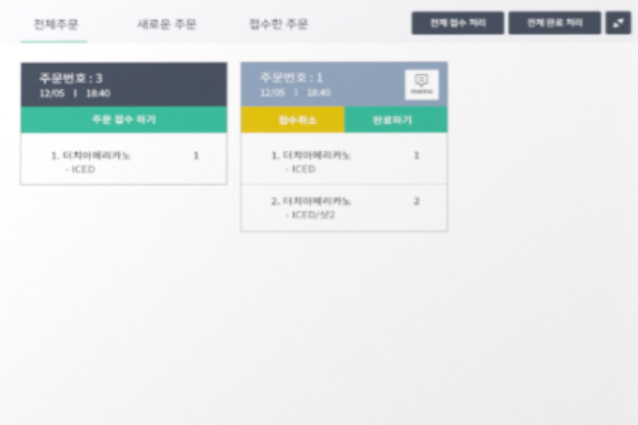 전체주문 새로운 주문 접수한 주문 전체 접수 처리 전체 완료 처리
주문번호 : 3
12/05 | 18:40
주문 접수 하기
1. 더치아메리카노 1
- ICED
주문번호 : 1
12/05 | 18:40
memo
접수취소 완료하기
1. 더치아메리카노 1
- ICED
2. 더치아메리카노 2
- ICED/샷2